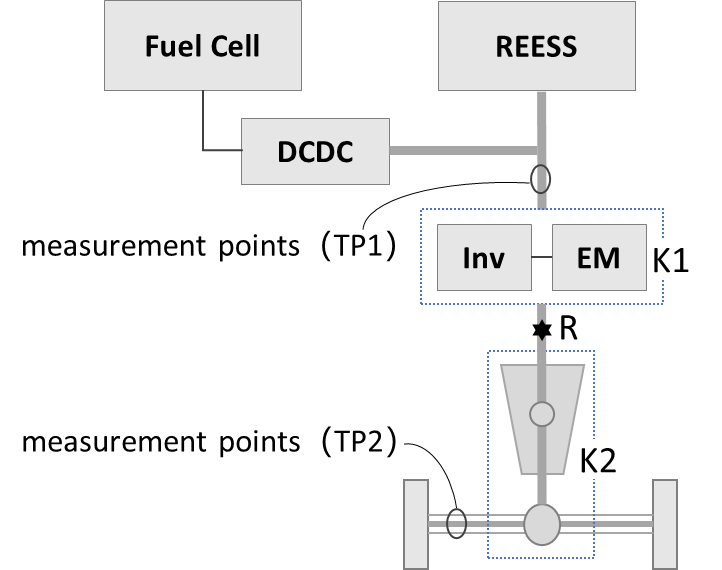 Fuel Cell
REESS
DCDC
measurement points (TP1)
Inv
EM
K1
R
measurement points (TP2)
K2